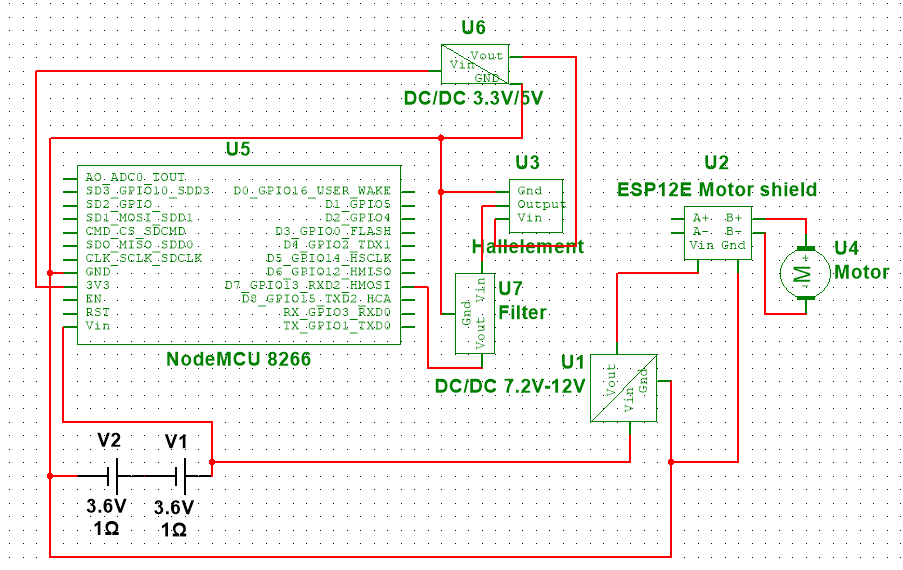 U6
Vout
Vin
GND
DC/DC 3.3V/5V
U5
AO_ADC0_TOUT
SD3_GPIO10_SDD3 D0_GPIO16_USER_WAKE
SD2_GPIO D1_GPIO5
SD1_MOSI_SDD1 D2_GPIO4
CMD_CS_SDCMD D3_GPIO0_FLASH
SDO_MISO_SDD0 D4_GPIO2_TDX1
CLK_SCLK_SDCLK D5_GPIO14_HSCLK
GND D6_GPIO12_HMISO
3V3 D7_GPIO13_RXD2_HMOSI
EN D8_GPIO15_TXD2_HCA
RST RX_GPIO3_RXD0
Vin TX_GPIO1_TXD0
NodeMCU 8266
U3
Gnd
Output
Vin
Hallelement
U7
Filter
Gnd Vin
Vout
U2
ESP12E Motor shield
A+ B+
A- B-
Vin Gnd
U4
Motor
M +
U1
DC/DC 7.2V-12V
Vout
Vin
Gnd
V2 V1
3.6V 3.6V
1Ω 1Ω